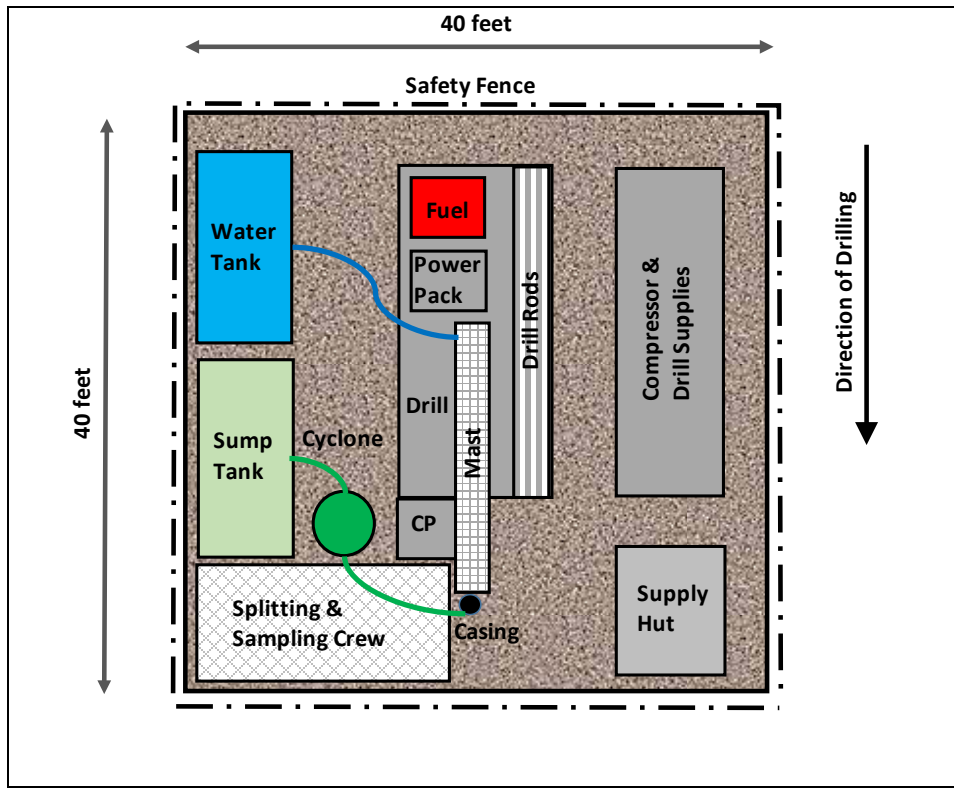 40 feet
Safety Fence
40 feet
Water
Tank
Fuel
Power
Pack
Drill Rods
Compressor &
Drill Supplies
Direction of Drilling
Drill
Mast
Sump
Tank
Cyclone
CP
Splitting &
Sampling Crew
Casing
Supply
Hut